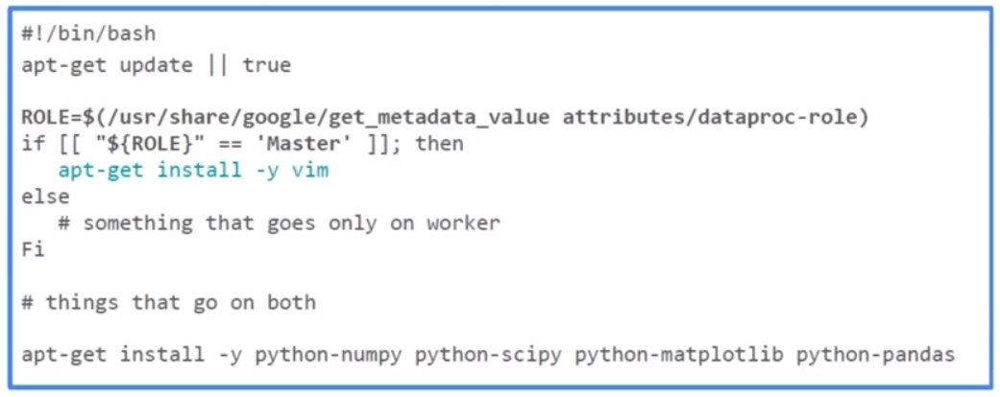 #!/bin/bash
apt-get update || true
ROLE=$(/usr/share/google/get_metadata_value attributes/dataproc-role)
if [[ "${ROLE}" == 'Master' ]]; then
apt-get install -y vim
else
# something that goes only on worker
Fi
# things that go on both
apt-get install -y python-numpy python-scipy python-matplotlib python-pandas